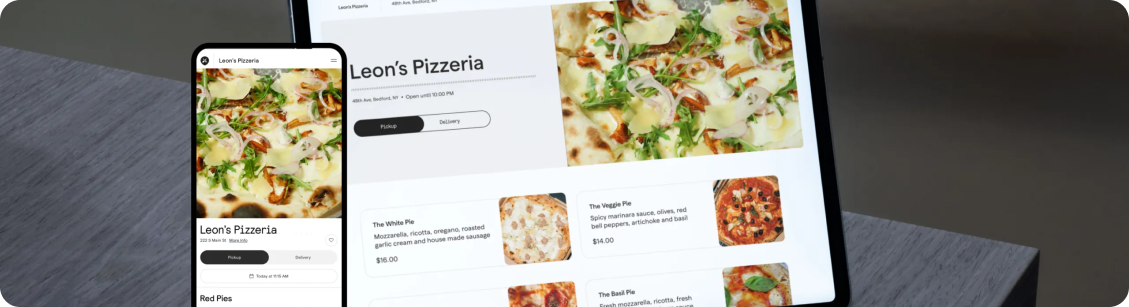 Leon's Pizzeria
48th Ave, Bedford, NY
Leon's Pizzeria
48th Ave, Bedford, NY • Open until 10:00 PM
Pickup
Delivery
The White Pie
Mozzarella, ricotta, oregano, roasted
garlic cream and house made sausage
$16.00
The Veggie Pie
Spicy marinara sauce, olives, red
bell peppers, artichoke and basil
$14.00
The Basil Pie
Fresh mozzarella, ricotta, fresh
Leon's Pizzeria
Leon's Pizzeria
222 S Main St More info
Pickup
Delivery
Today at 11:15 AM
Red Pies